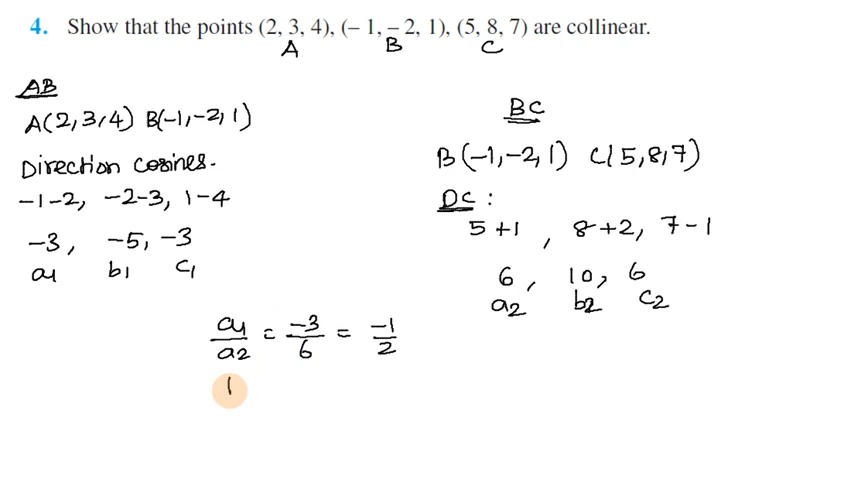 4. Show that the points (2, 3, 4), (– 1, – 2, 1), (5, 8, 7) are collinear.
A B C
AB
A(2,3,4) B(-1,-2,1)
Direction cosines.
-1-2, -2-3, 1-4
-3, -5, -3
a1 b1 c1
BC
B(-1,-2,1) C(5,8,7)
DC :
5+1, 8+2, 7-1
6, 10, 6
a2 b2 c2
a1/a2 = -3/6 = -1/2